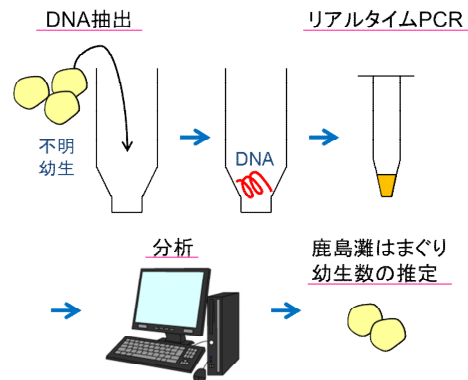 DNA抽出
リアルタイムPCR
不明
幼生
DNA
分析
鹿島灘はまぐり
幼生数の推定